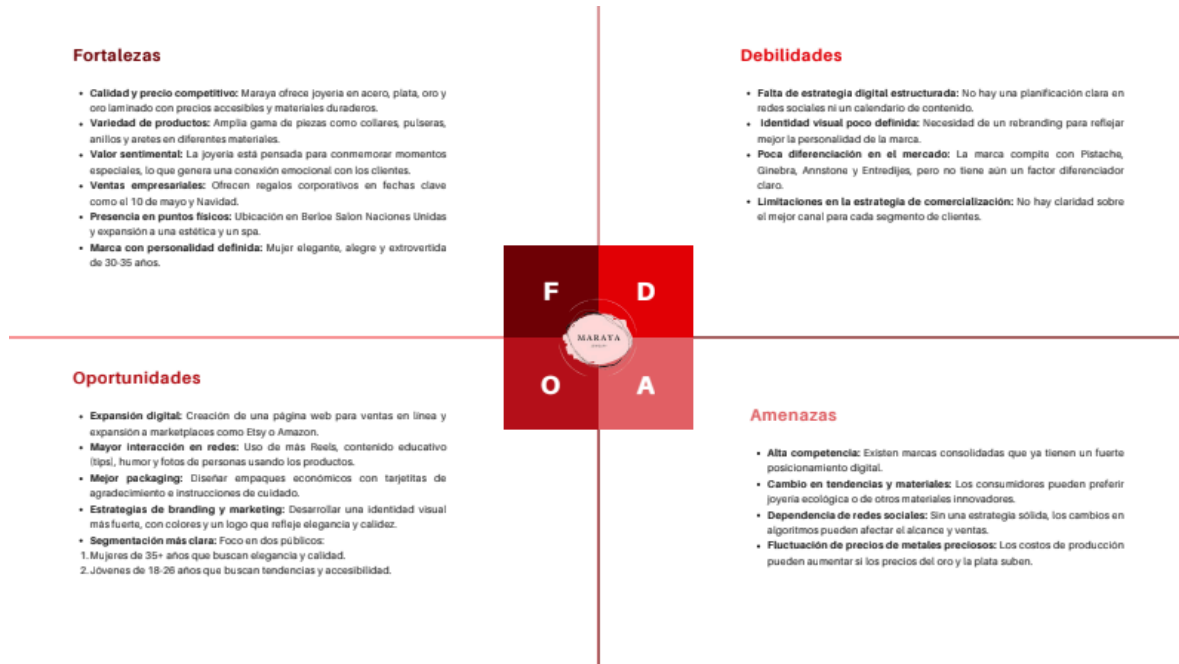 Fortalezas
• Calidad y precio competitivo: Maraya ofrece joyería en acero, plata, oro y
oro laminado con precios accesibles y materiales duraderos.
• Variedad de productos: Amplia gama de piezas como collares, pulseras,
anillos y aretes en diferentes materiales.
• Valor sentimental: La joyería está pensada para conmemorar momentos
especiales, lo que genera una conexión emocional con los clientes.
• Ventas empresariales: Ofrecen regalos corporativos en fechas clave
como el 10 de mayo y Navidad.
• Presencia en puntos físicos: Ubicación en Berloe Salon Naciones Unidas
y expansión a una estética y un spa.
• Marca con personalidad definida: Mujer elegante, alegre y extrovertida
de 30-35 años.
Debilidades
• Falta de estrategia digital estructurada: No hay una planificación clara en
redes sociales ni un calendario de contenido.
• Identidad visual poco definida: Necesidad de un rebranding para reflejar
mejor la personalidad de la marca.
• Poca diferenciación en el mercado: La marca compite con Pistache,
Ginebra, Annstone y Entredijes, pero no tiene aún un factor diferenciador
claro.
• Limitaciones en la estrategia de comercialización: No hay claridad sobre
el mejor canal para cada segmento de clientes.
F
D
MARAYA
O
A
Oportunidades
• Expansión digital: Creación de una página web para ventas en línea y
expansión a marketplaces como Etsy o Amazon.
• Mayor interacción en redes: Uso de más Reels, contenido educativo
(tips), humor y fotos de personas usando los productos.
• Mejor packaging: Diseñar empaques económicos con tarjetitas de
agradecimiento e instrucciones de cuidado.
• Estrategias de branding y marketing: Desarrollar una identidad visual
más fuerte, con colores y un logo que refleje elegancia y calidez.
• Segmentación más clara: Foco en dos públicos:
1. Mujeres de 35+ años que buscan elegancia y calidad.
2. Jóvenes de 18-26 años que buscan tendencias y accesibilidad.
Amenazas
• Alta competencia: Existen marcas consolidadas que ya tienen un fuerte
posicionamiento digital.
• Cambio en tendencias y materiales: Los consumidores pueden preferir
joyería ecológica o de otros materiales innovadores.
• Dependencia de redes sociales: Sin una estrategia sólida, los cambios en
algoritmos pueden afectar el alcance y ventas.
• Fluctuación de precios de metales preciosos: Los costos de producción
pueden aumentar si los precios del oro y la plata suben.